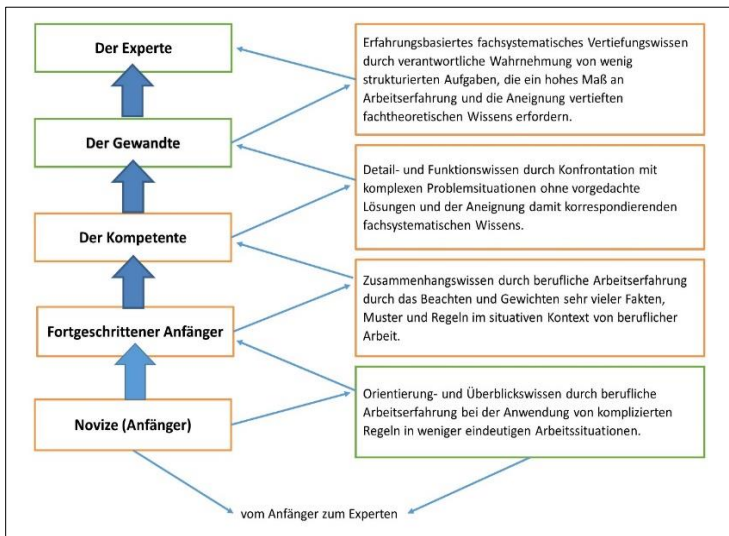 Der Experte
Erfahrungsbasiertes fachsystematisches Vertiefungswissen
durch verantwortliche Wahrnehmung von wenig
strukturierten Aufgaben, die ein hohes Maß an
Arbeitserfahrung und die Aneignung vertieften
fachtheoretischen Wissens erfordern.
Der Gewandte
Detail- und Funktionswissen durch Konfrontation mit
komplexen Problemsituationen ohne vorgedachte
Lösungen und der Aneignung damit korrespondierenden
fachsystematischen Wissens.
Der Kompetente
Zusammenhangswissen durch berufliche Arbeitserfahrung
durch das Beachten und Gewichten sehr vieler Fakten,
Muster und Regeln im situativen Kontext von beruflicher
Arbeit.
Fortgeschrittener Anfänger
Orientierung- und Überblickswissen durch berufliche
Arbeitserfahrung bei der Anwendung von komplizierten
Regeln in weniger eindeutigen Arbeitssituationen.
Novize (Anfänger)
vom Anfänger zum Experten